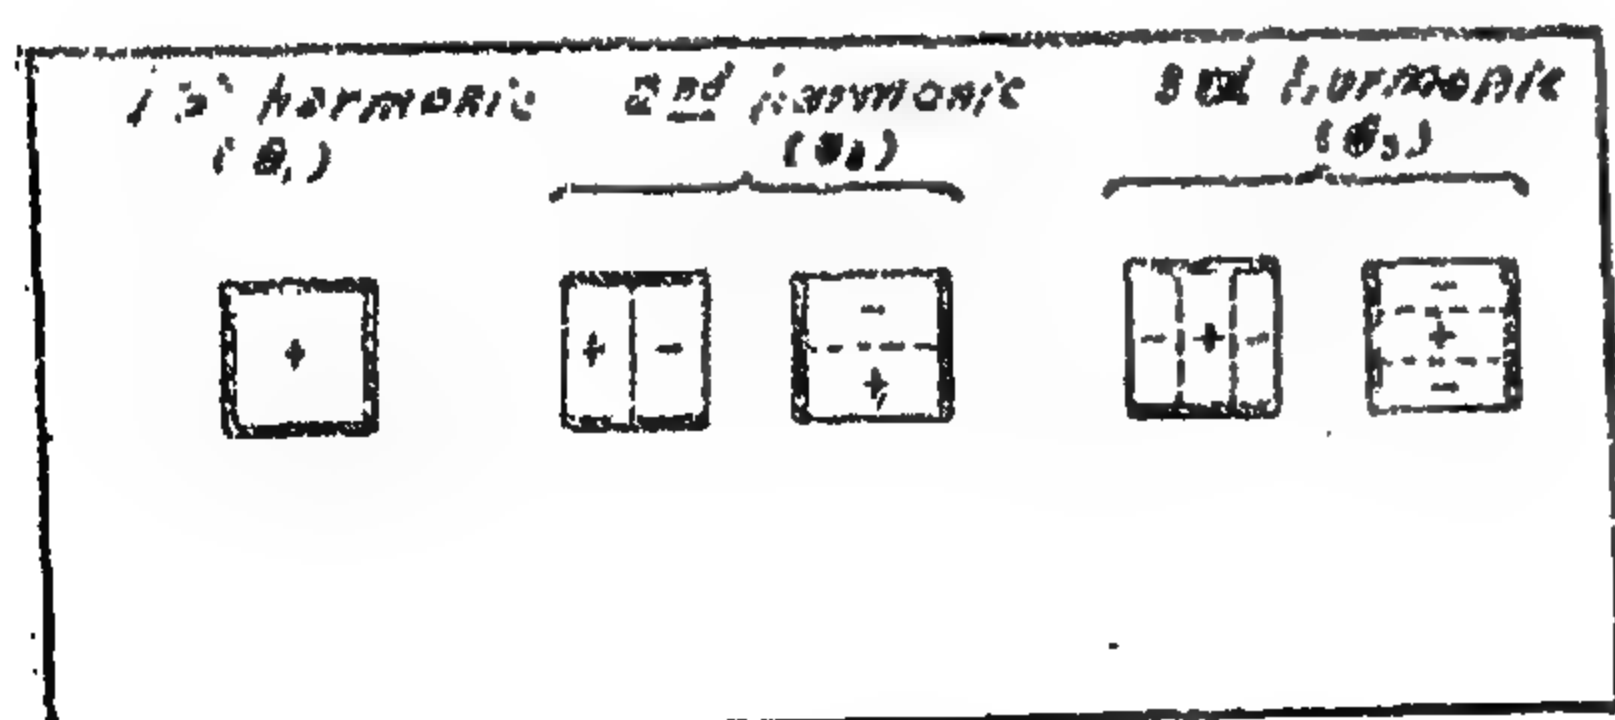 1st harmonic 2nd harmonic 3rd harmonic
(θ₁) (θ₂) (θ₃)
+ + - - + - + - - + -